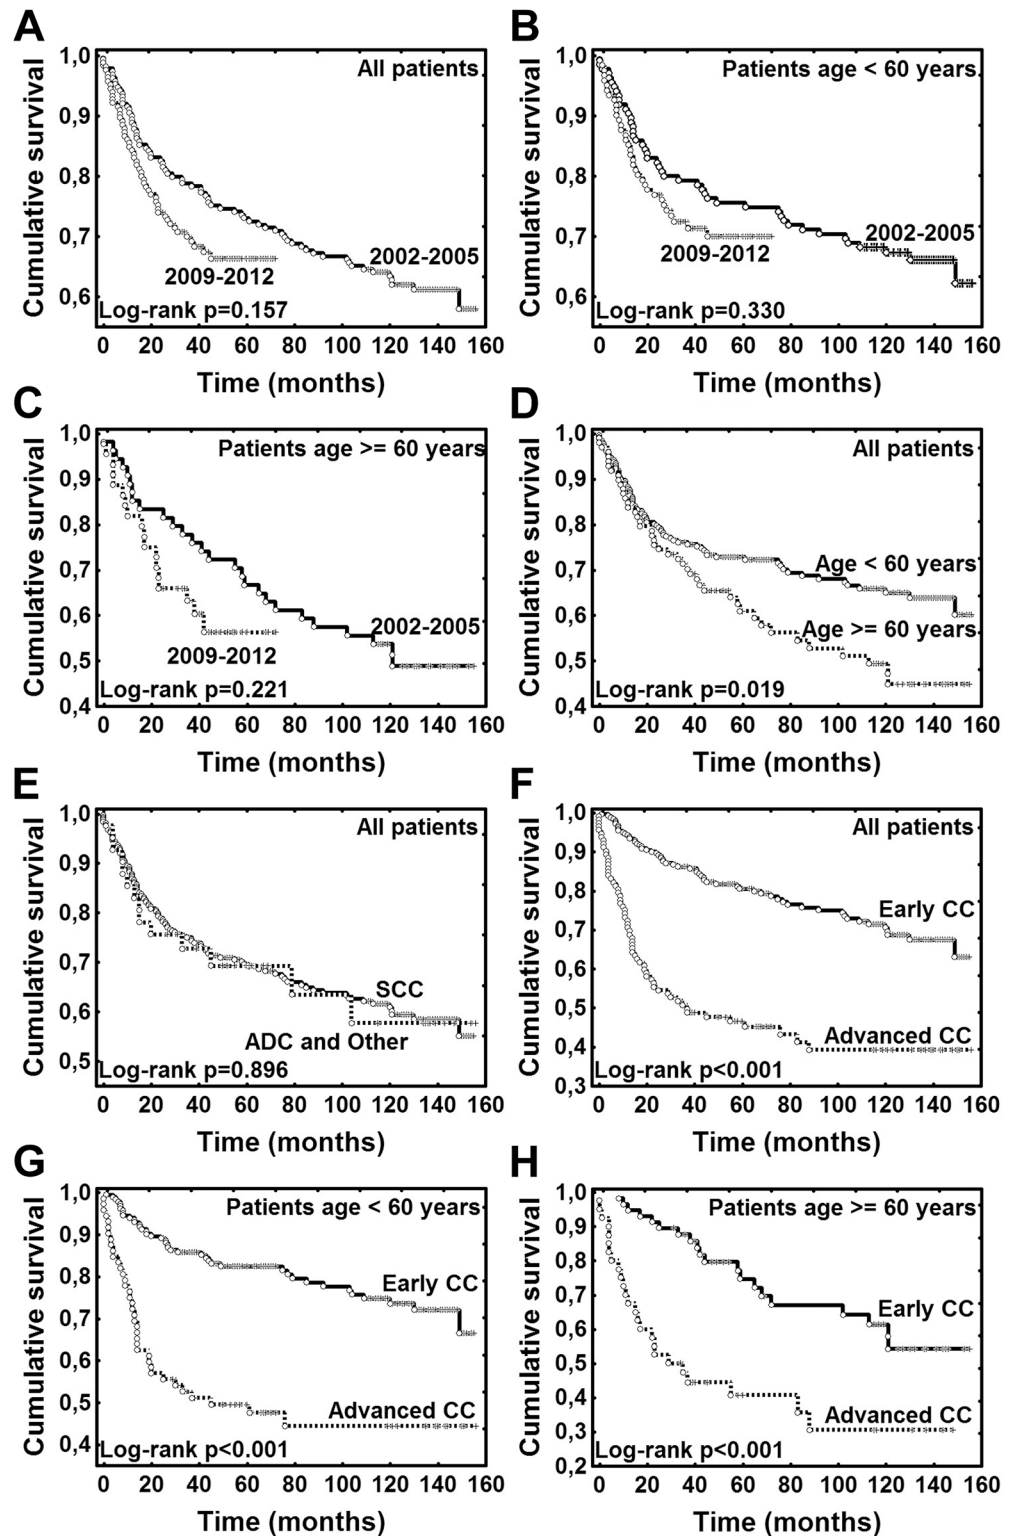 A
Cumulative survival
1,0
0,9
0,8
0,7
0,6
All patients
2002-2005
2009-2012
Log-rank p=0.157
0 20 40 60 80 100 120 140 160
Time (months)
B
Cumulative survival
1,0
0,9
0,8
0,7
0,6
Patients age < 60 years
2002-2005
2009-2012
Log-rank p=0.330
0 20 40 60 80 100 120 140 160
Time (months)
C
Cumulative survival
1,0
0,9
0,8
0,7
0,6
0,5
0,4
Patients age >= 60 years
2002-2005
2009-2012
Log-rank p=0.221
0 20 40 60 80 100 120 140 160
Time (months)
D
Cumulative survival
1,0
0,9
0,8
0,7
0,6
0,5
0,4
All patients
Age < 60 years
Age >= 60 years
Log-rank p=0.019
0 20 40 60 80 100 120 140 160
Time (months)
E
Cumulative survival
1,0
0,9
0,8
0,7
0,6
0,5
All patients
SCC
ADC and Other
Log-rank p=0.896
0 20 40 60 80 100 120 140 160
Time (months)
F
Cumulative survival
1,0
0,9
0,8
0,7
0,6
0,5
0,4
0,3
All patients
Early CC
Advanced CC
Log-rank p<0.001
0 20 40 60 80 100 120 140 160
Time (months)
G
Cumulative survival
1,0
0,9
0,8
0,7
0,6
0,5
0,4
Patients age < 60 years
Early CC
Advanced CC
Log-rank p<0.001
0 20 40 60 80 100 120 140 160
Time (months)
H
Cumulative survival
1,0
0,9
0,8
0,7
0,6
0,5
0,4
0,3
0,2
Patients age >= 60 years
Early CC
Advanced CC
Log-rank p<0.001
0 20 40 60 80 100 120 140 160
Time (months)